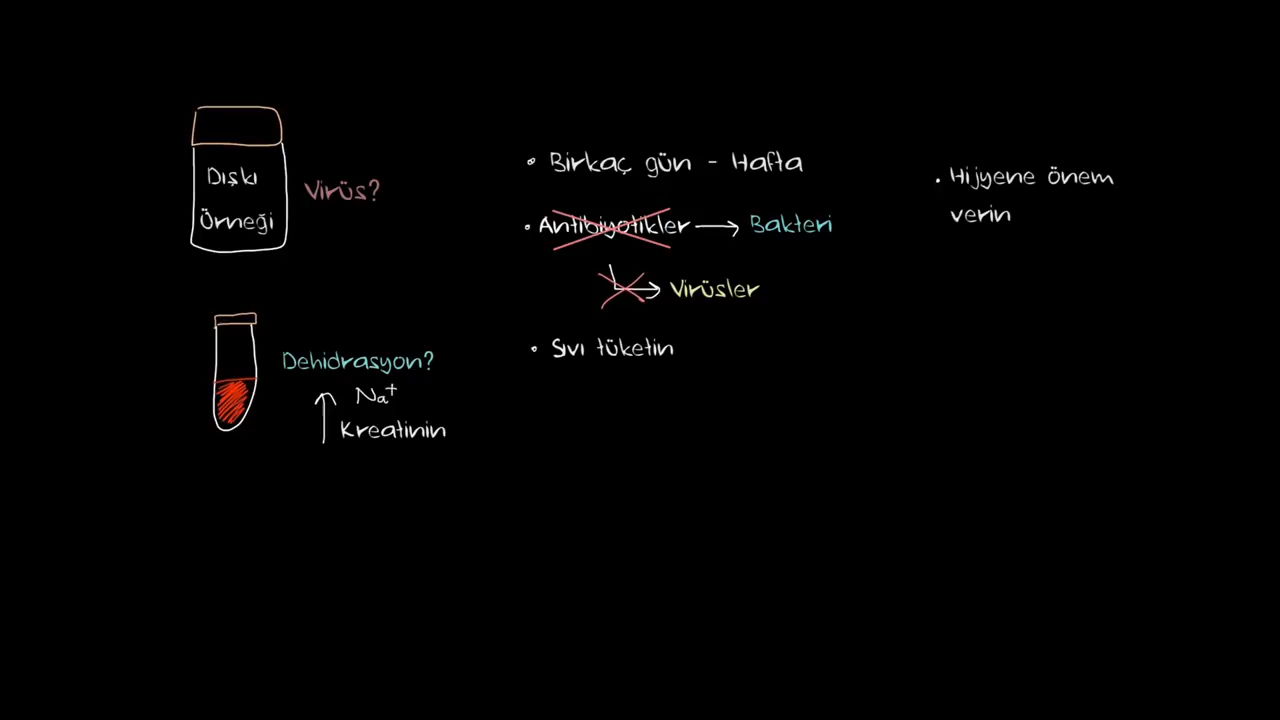 Dışkı
Örneği
Virüs?
Dehidrasyon?
Na+
Kreatinin
• Birkaç gün - Hafta
• Antibiyotikler → Bakteri
→ Virüsler
• Sıvı tüketin
• Hijyene önem
verin